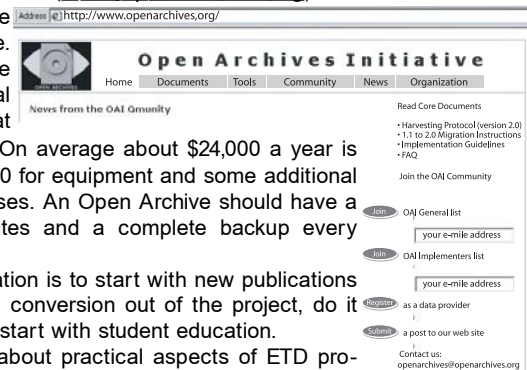 e
Address http://www.openarchives,org/
e.
e
al
at
Open Archives Initiative
Home Documents Tools Community News Organization
OPEN ARCHIVES
News from the OAI Gmunity
Read Core Documents
• Harvesting Protocol (version 2.0)
• 1.1 to 2.0 Migration Instructions
• Implementation Guidelines
• FAQ
Join the OAI Community
Join OAI General list
your e-mile address
Join OAI Implementers list
your e-mile address
Register as a data provider
Submit a post to our web site
Contact us:
openarchives@openarchives.org
On average about $24,000 a year is
0 for equipment and some additional
ses. An Open Archive should have a
tes and a complete backup every
ation is to start with new publications
conversion out of the project, do it
start with student education.
about practical aspects of ETD pro-